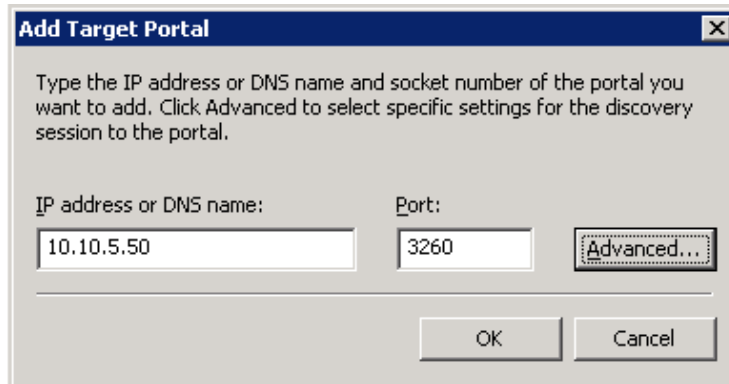 Add Target Portal
Type the IP address or DNS name and socket number of the portal you
want to add. Click Advanced to select specific settings for the discovery
session to the portal.
IP address or DNS name:
Port:
10.10.5.50
3260
Advanced...
OK
Cancel